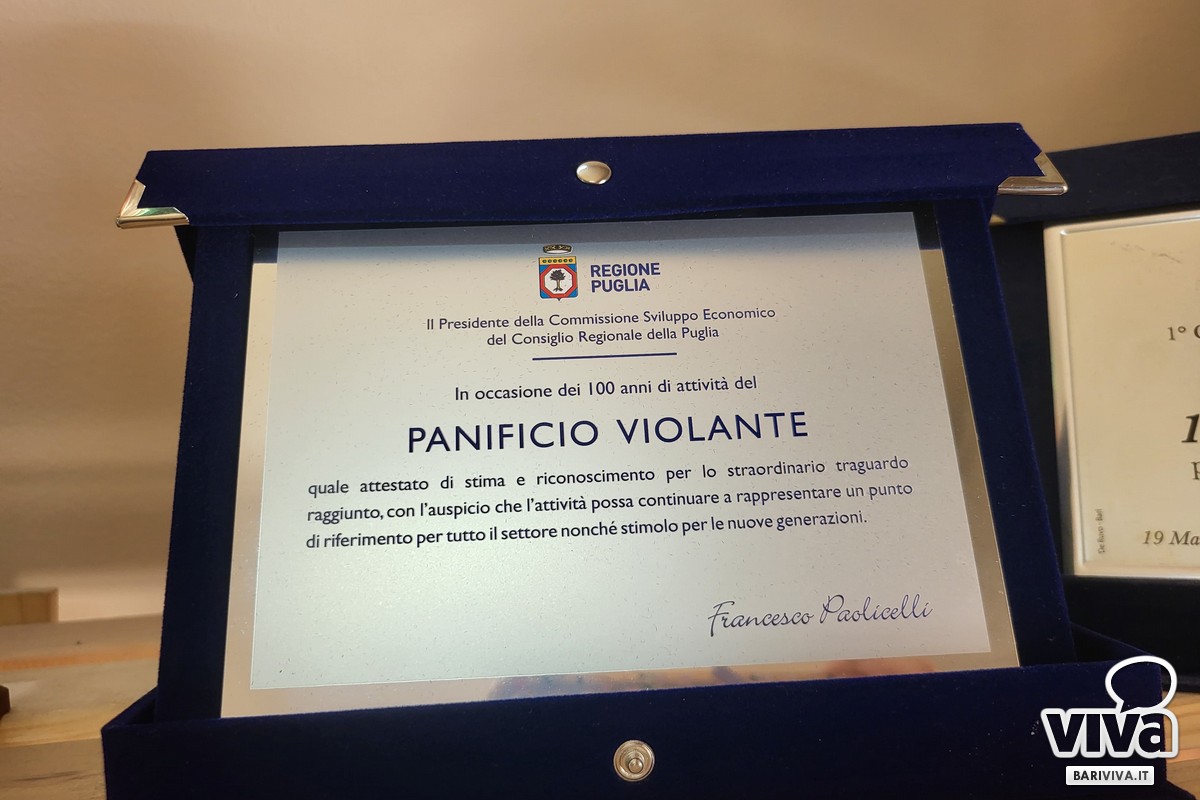 REGIONE
PUGLIA
Il Presidente della Commissione Sviluppo Economico
del Consiglio Regionale della Puglia
In occasione dei 100 anni di attività del
PANIFICIO VIOLANTE
quale attestato di stima e riconoscimento per lo straordinario traguardo
raggiunto, con l'auspicio che l'attività possa continuare a rappresentare un punto
di riferimento per tutto il settore nonché stimolo per le nuove generazioni.
Francesco Paolicelli
1°
19 Ma
viva
BARIVIVA.IT